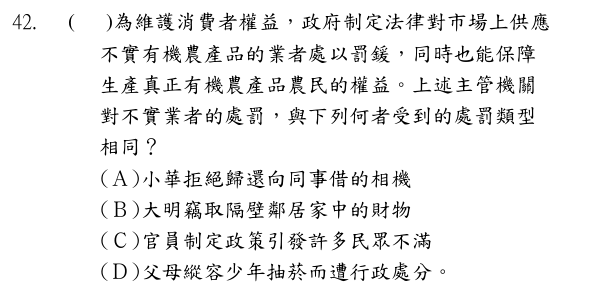 42. (　)為維護消費者權益，政府制定法律對市場上供應
不實有機農產品的業者處以罰鍰，同時也能保障
生產真正有機農產品農民的權益。上述主管機關
對不實業者的處罰，與下列何者受到的處罰類型
相同？
(A)小華拒絕歸還向同事借的相機
(B)大明竊取隔壁鄰居家中的財物
(C)官員制定政策引發許多民眾不滿
(D)父母縱容少年抽菸而遭行政處分。